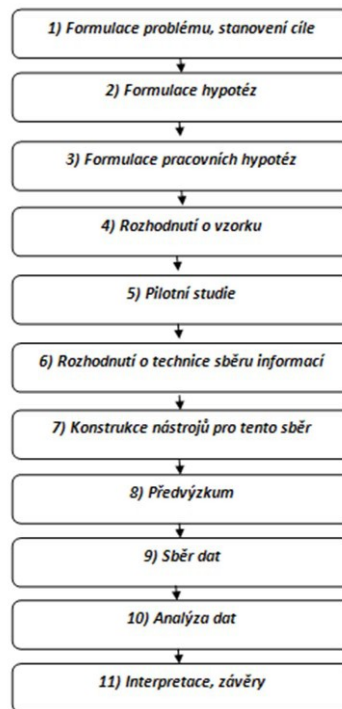 1) Formulace problému, stanovení cíle
2) Formulace hypotéz
3) Formulace pracovních hypotéz
4) Rozhodnutí o vzorku
5) Pilotní studie
6) Rozhodnutí o technice sběru informací
7) Konstrukce nástrojů pro tento sběr
8) Předvýzkum
9) Sběr dat
10) Analýza dat
11) Interpretace, závěry